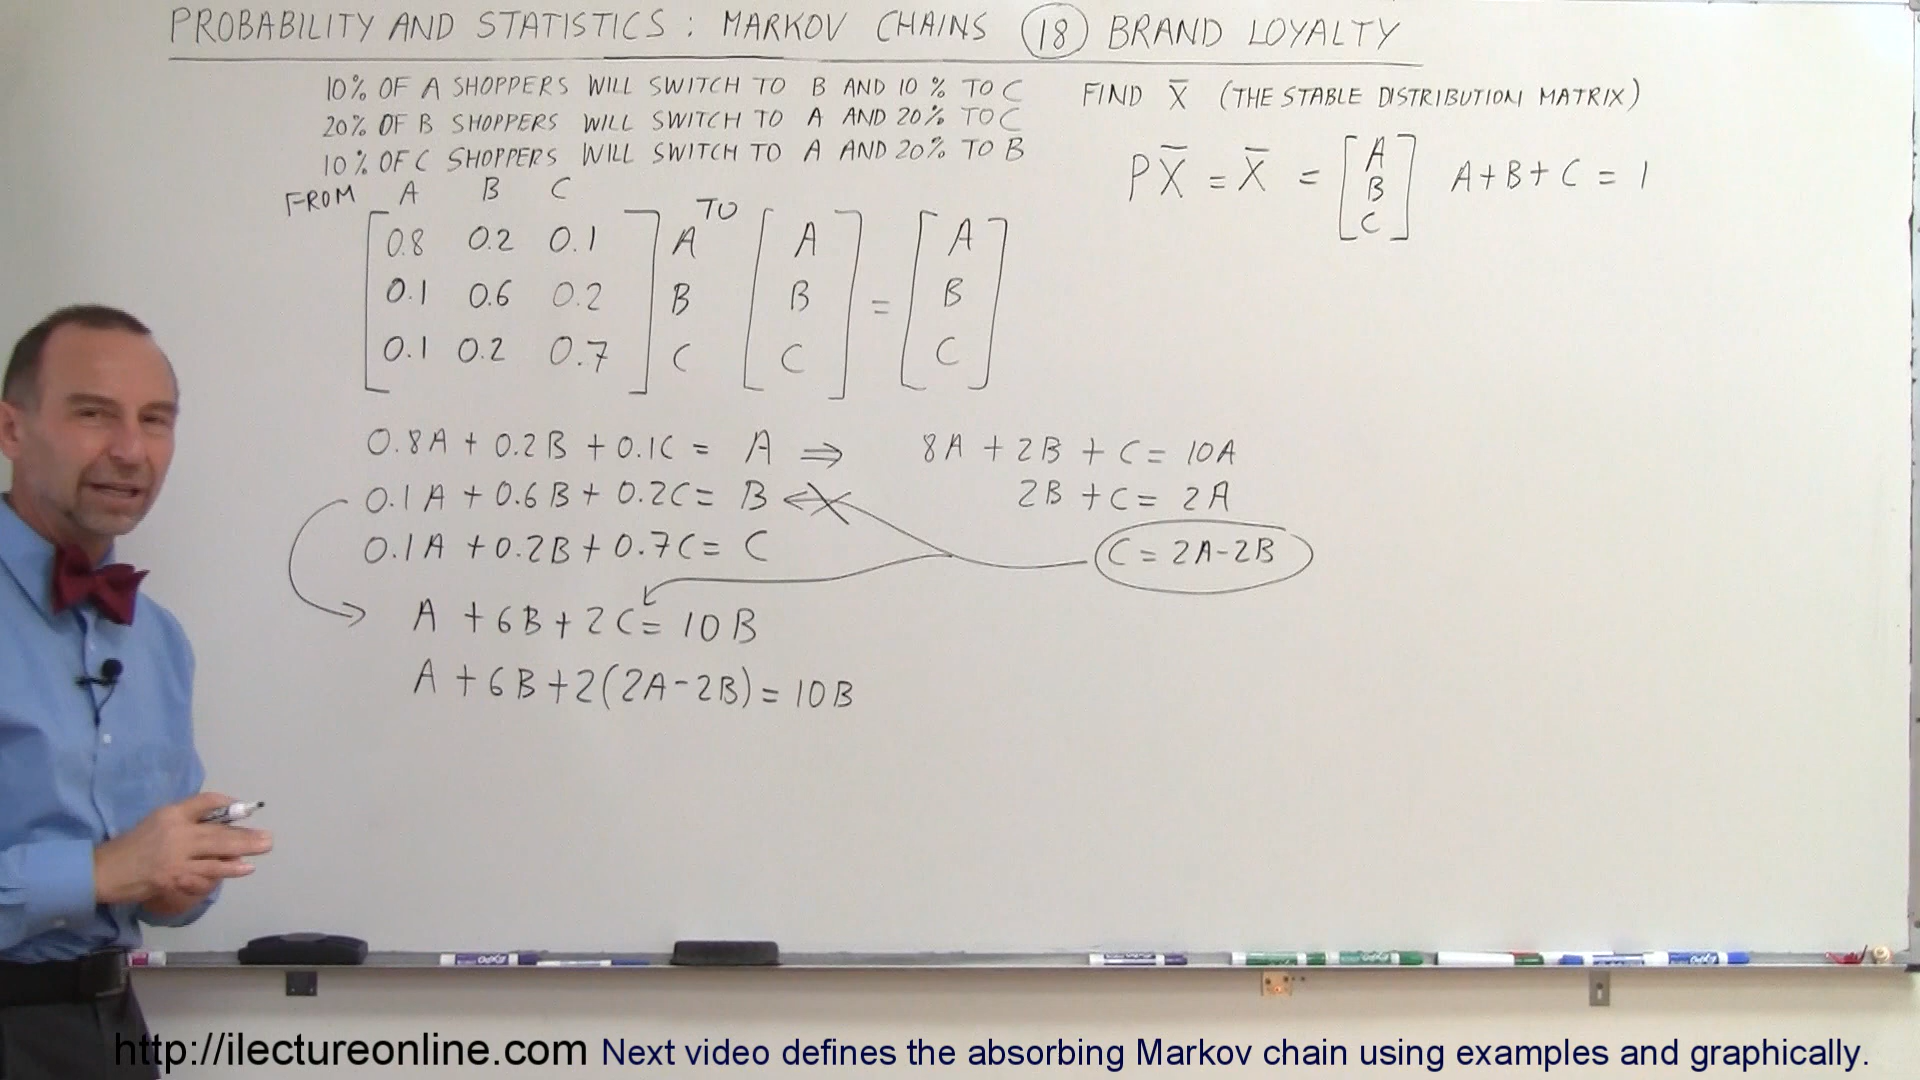 PROBABILITY AND STATISTICS: MARKOV CHAINS (18) BRAND LOYALTY
10% OF A SHOPPERS WILL SWITCH TO B AND 10% TO C
20% OF B SHOPPERS WILL SWITCH TO A AND 20% TO C
10% OF C SHOPPERS WILL SWITCH TO A AND 20% TO B
FIND X̄ (THE STABLE DISTRIBUTION MATRIX)
PX̄ = X̄ = [A B C] A+B+C = 1
FROM A B C TO
0.8 0.2 0.1 A A A
0.1 0.6 0.2 B B = B
0.1 0.2 0.7 C C C
0.8A + 0.2B + 0.1C = A ⇒ 8A + 2B + C = 10A
0.1A + 0.6B + 0.2C = B 2B + C = 2A
0.1A + 0.2B + 0.7C = C C = 2A-2B
A + 6B + 2C = 10B
A + 6B + 2(2A-2B) = 10B
http://ilectureonline.com Next video defines the absorbing Markov chain using examples and graphically.